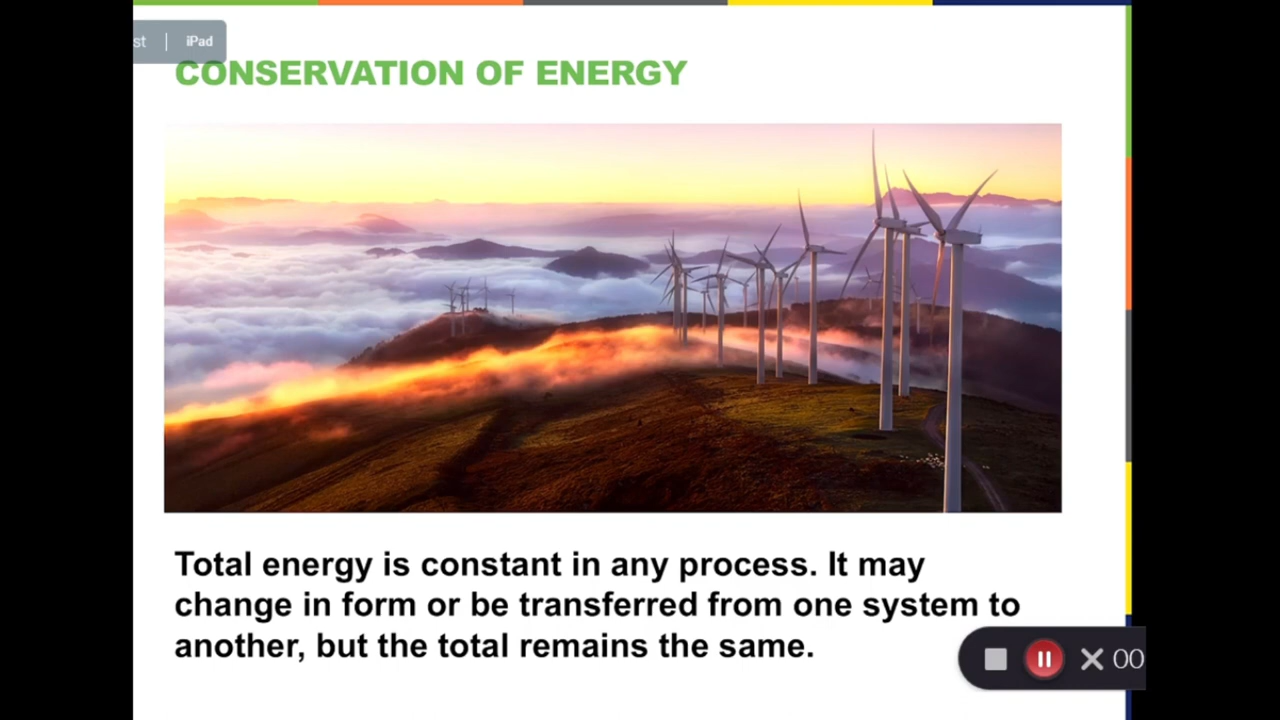 st | iPad
CONSERVATION OF ENERGY
Total energy is constant in any process. It may
change in form or be transferred from one system to
another, but the total remains the same.
00